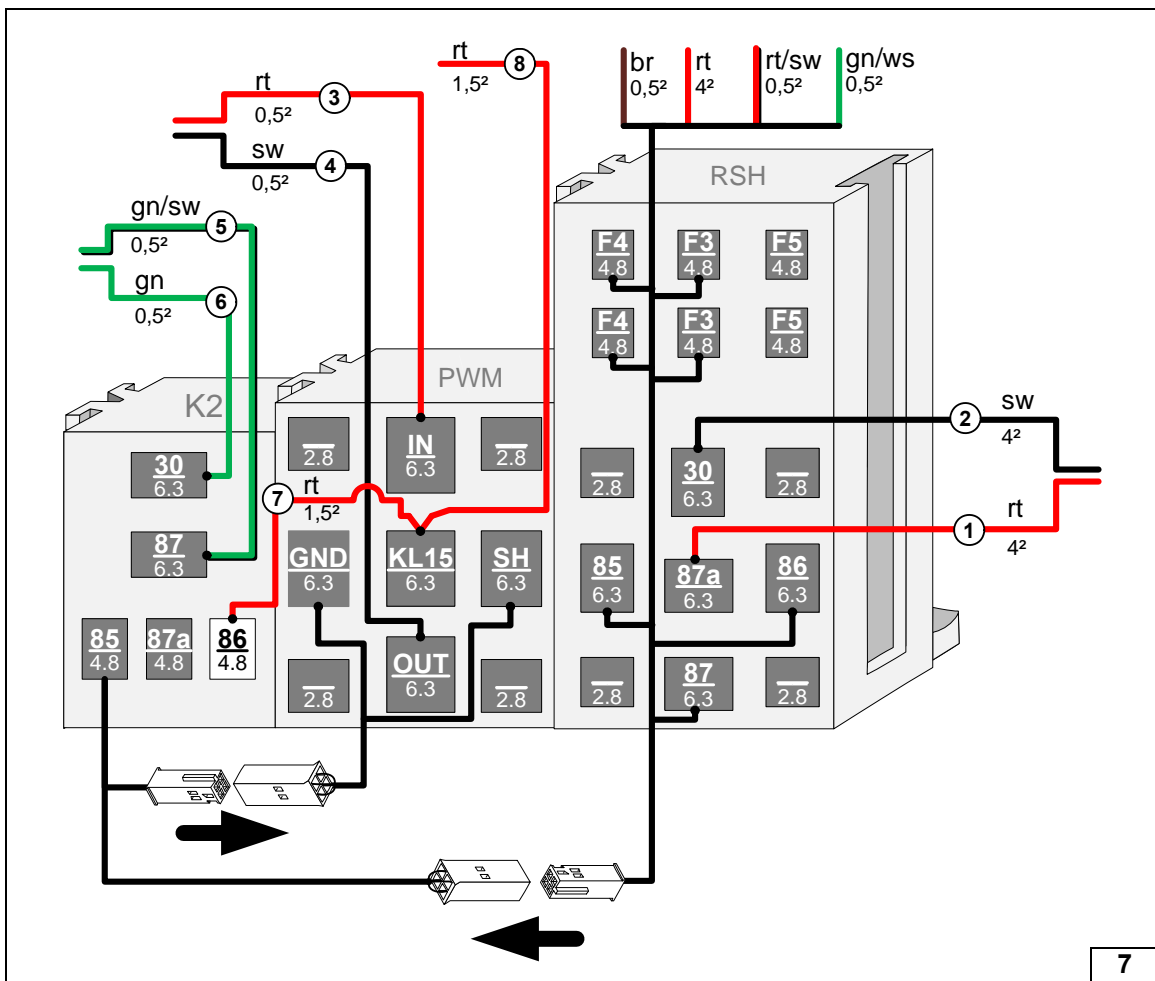 rt
1,5²
8
br
0,5²
rt
4²
rt/sw
0,5²
gn/ws
0,5²
rt
0,5²
3
sw
0,5²
4
gn/sw
0,5²
5
gn
0,5²
6
RSH
F4
4.8
F3
4.8
F5
4.8
F4
4.8
F3
4.8
F5
4.8
2.8
30
6.3
2.8
85
6.3
87a
6.3
86
6.3
2.8
87
6.3
2.8
2
sw
4²
1
rt
4²
PWM
2.8
IN
6.3
2.8
7
rt
1,5²
GND
6.3
KL15
6.3
SH
6.3
2.8
OUT
6.3
2.8
K2
30
6.3
87
6.3
85
4.8
87a
4.8
86
4.8
7